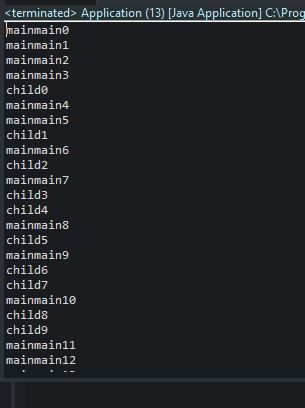 <terminated> Application (13) [Java Application] C:\Prog
mainmain0
mainmain1
mainmain2
mainmain3
child0
mainmain4
mainmain5
child1
mainmain6
child2
mainmain7
child3
child4
mainmain8
child5
mainmain9
child6
child7
mainmain10
child8
child9
mainmain11
mainmain12